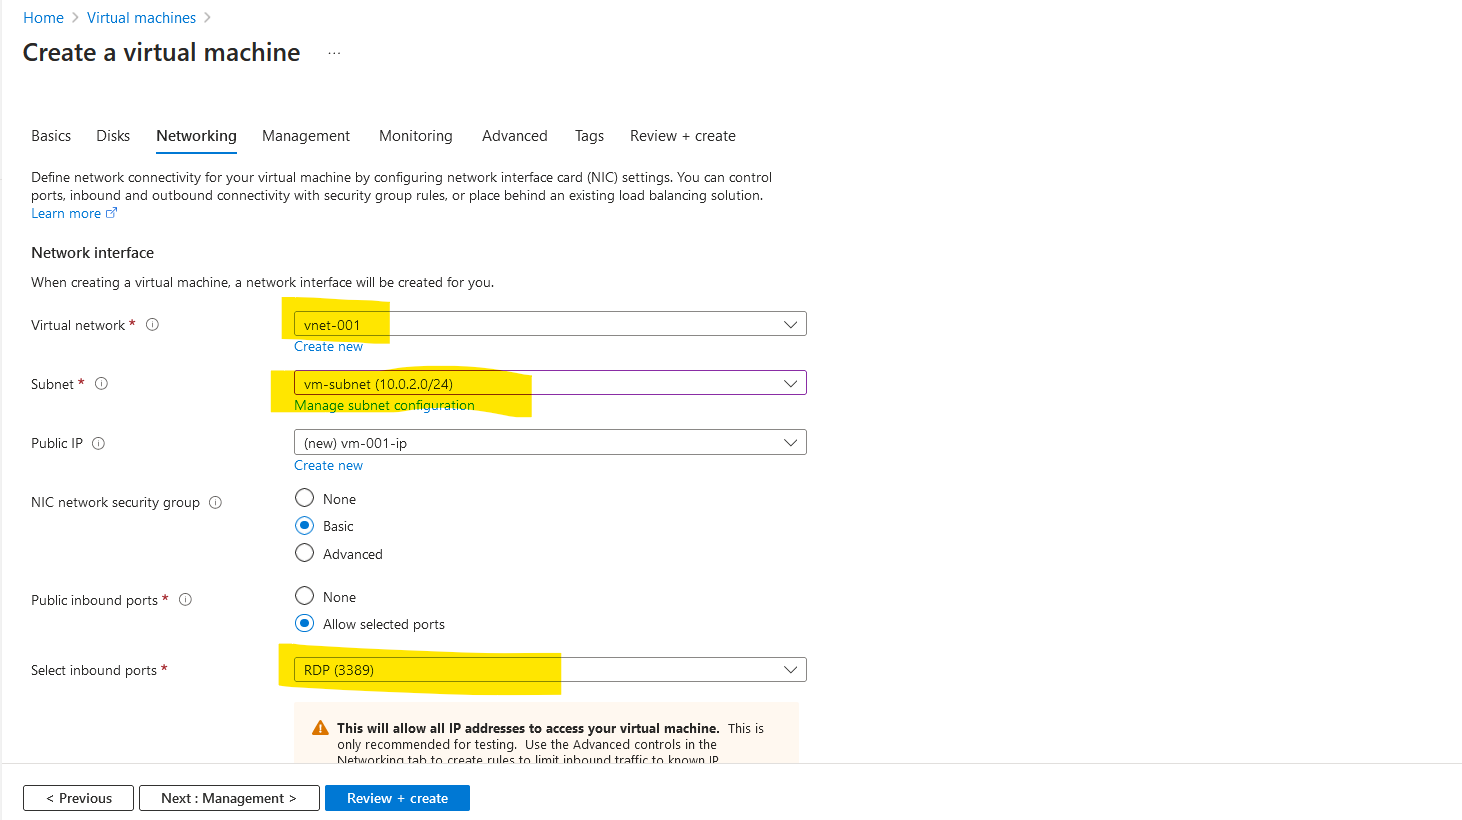 Home > Virtual machines >
Create a virtual machine ...
Basics Disks Networking Management Monitoring Advanced Tags Review + create
Define network connectivity for your virtual machine by configuring network interface card (NIC) settings. You can control
ports, inbound and outbound connectivity with security group rules, or place behind an existing load balancing solution.
Learn more
Network interface
When creating a virtual machine, a network interface will be created for you.
Virtual network *
vnet-001
Create new
Subnet *
vm-subnet (10.0.2.0/24)
Manage subnet configuration
Public IP
(new) vm-001-ip
Create new
NIC network security group
None
Basic
Advanced
Public inbound ports *
None
Allow selected ports
Select inbound ports *
RDP (3389)
This will allow all IP addresses to access your virtual machine. This is
only recommended for testing. Use the Advanced controls in the
Networking tab to create rules to limit inbound traffic to known IP
< Previous
Next : Management >
Review + create